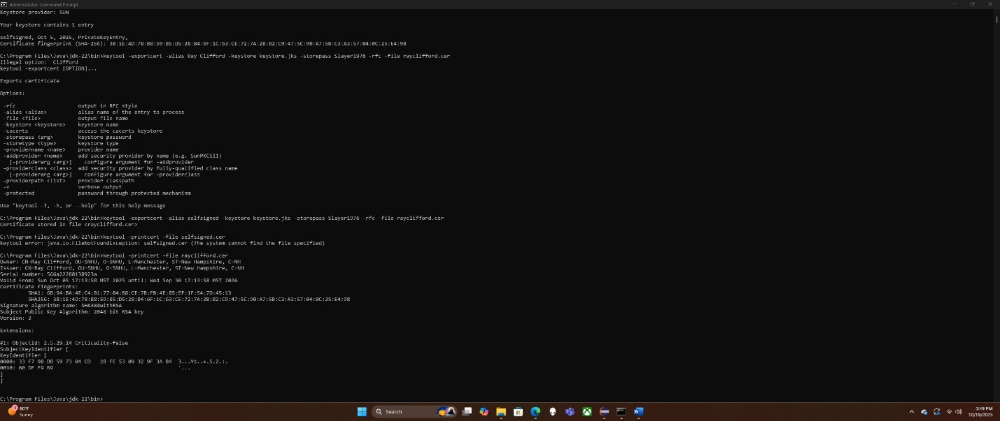 Administrator: Command Prompt
Keystore provider: SUN
Your keystore contains 1 entry
selfsigned, Oct 5, 2025, PrivateKeyEntry,
Certificate fingerprint (SHA-256): 3B:1E:4D:78:B8:59:85:D5:28:B4:6F:1C:63:CE:72:7A:2B:82:C9:47:5C:90:A7:5B:C3:A3:57:04:0C:25:E4:98
C:\Program Files\Java\jdk-22\bin>keytool -exportcert -alias Ray Clifford -keystore keystore.jks -storepass Slayer1976 -rfc -file rayclifford.cer
Illegal option:  Clifford
keytool -exportcert [OPTION]...
Exports certificate
Options:
-rfc                    output in RFC style
-alias <alias>          alias name of the entry to process
-file <file>            output file name
-keystore <keystore>    keystore name
-cacerts                access the cacerts keystore
-storepass <arg>        keystore password
-storetype <type>       keystore type
-providername <name>    provider name
-addprovider <name>     add security provider by name (e.g. SunPKCS11)
[-providerarg <arg>]    configure argument for -addprovider
-providerclass <class>  add security provider by fully-qualified class name
[-providerarg <arg>]    configure argument for -providerclass
-providerpath <list>    provider classpath
-v                      verbose output
-protected              password through protected mechanism
Use "keytool -?, -h, or --help" for this help message
C:\Program Files\Java\jdk-22\bin>keytool -exportcert -alias selfsigned -keystore keystore.jks -storepass Slayer1976 -rfc -file rayclifford.cer
Certificate stored in file <rayclifford.cer>
C:\Program Files\Java\jdk-22\bin>keytool -printcert -file selfsigned.cer
keytool error: java.io.FileNotFoundException: selfsigned.cer (The system cannot find the file specified)
C:\Program Files\Java\jdk-22\bin>keytool -printcert -file rayclifford.cer
Owner: CN=Ray Clifford, OU=SNHU, O=SNHU, L=Manchester, ST=New Hampshire, C=NH
Issuer: CN=Ray Clifford, OU=SNHU, O=SNHU, L=Manchester, ST=New Hampshire, C=NH
Serial number: 566a22288138923a
Valid from: Sun Oct 05 17:13:58 MST 2025 until: Wed Sep 30 17:13:58 MST 2026
Certificate fingerprints:
SHA1: 6B:94:BA:4E:C4:81:77:04:B8:CE:7B:FB:4E:85:EF:1F:54:7D:45:13
SHA256: 3B:1E:4D:78:B8:59:85:D5:28:B4:6F:1C:63:CE:72:7A:2B:82:C9:47:5C:90:A7:5B:C3:A3:57:04:0C:25:E4:98
Signature algorithm name: SHA384withRSA
Subject Public Key Algorithm: 2048-bit RSA key
Version: 3
Extensions:
#1: ObjectId: 2.5.29.14 Criticality=false
SubjectKeyIdentifier [
KeyIdentifier [
0000: 33 F7 98 DB 59 73 04 CD   2B FE 53 09 32 9F 3A B4  3...Ys..+.S.2.:.
0010: 60 DF F9 B9                                        `...
]
]
C:\Program Files\Java\jdk-22\bin>
3
80°F
Sunny
Search
3:49 PM
10/19/2025